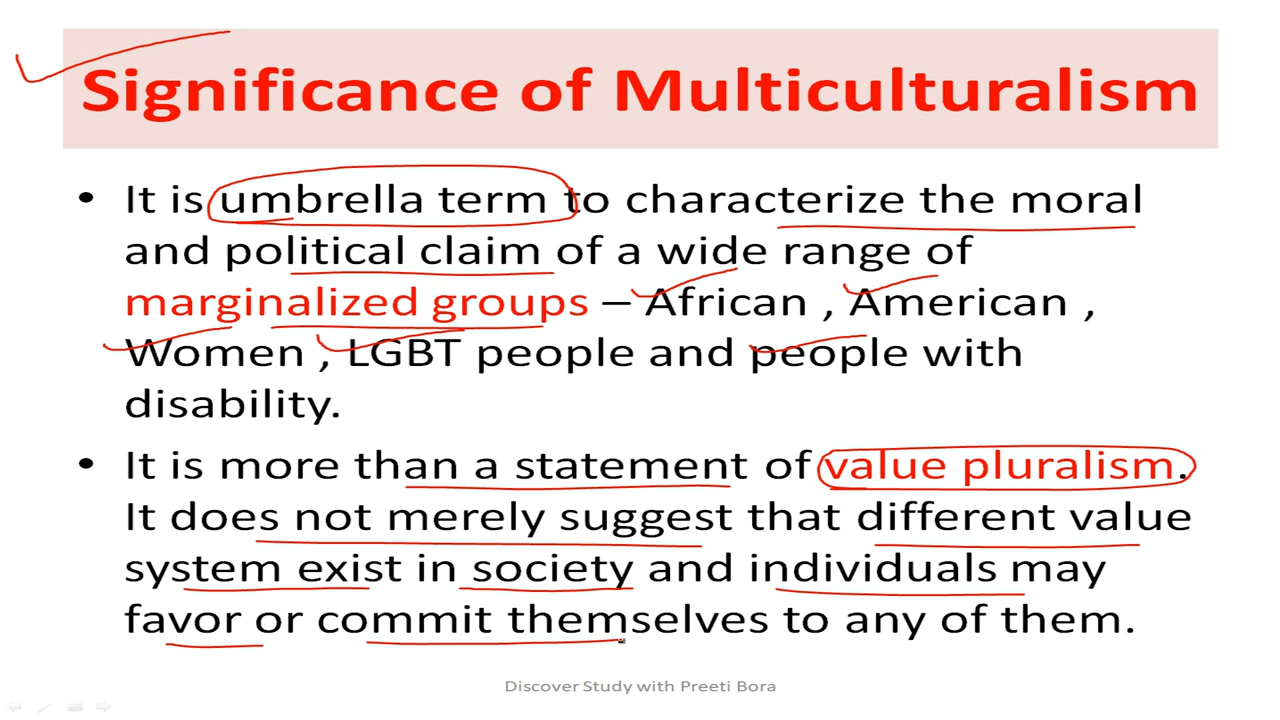 Significance of Multiculturalism
• It is umbrella term to characterize the moral
and political claim of a wide range of
marginalized groups – African , American ,
Women , LGBT people and people with
disability.
• It is more than a statement of value pluralism.
It does not merely suggest that different value
system exist in society and individuals may
favor or commit themselves to any of them.
Discover Study with Preeti Bora